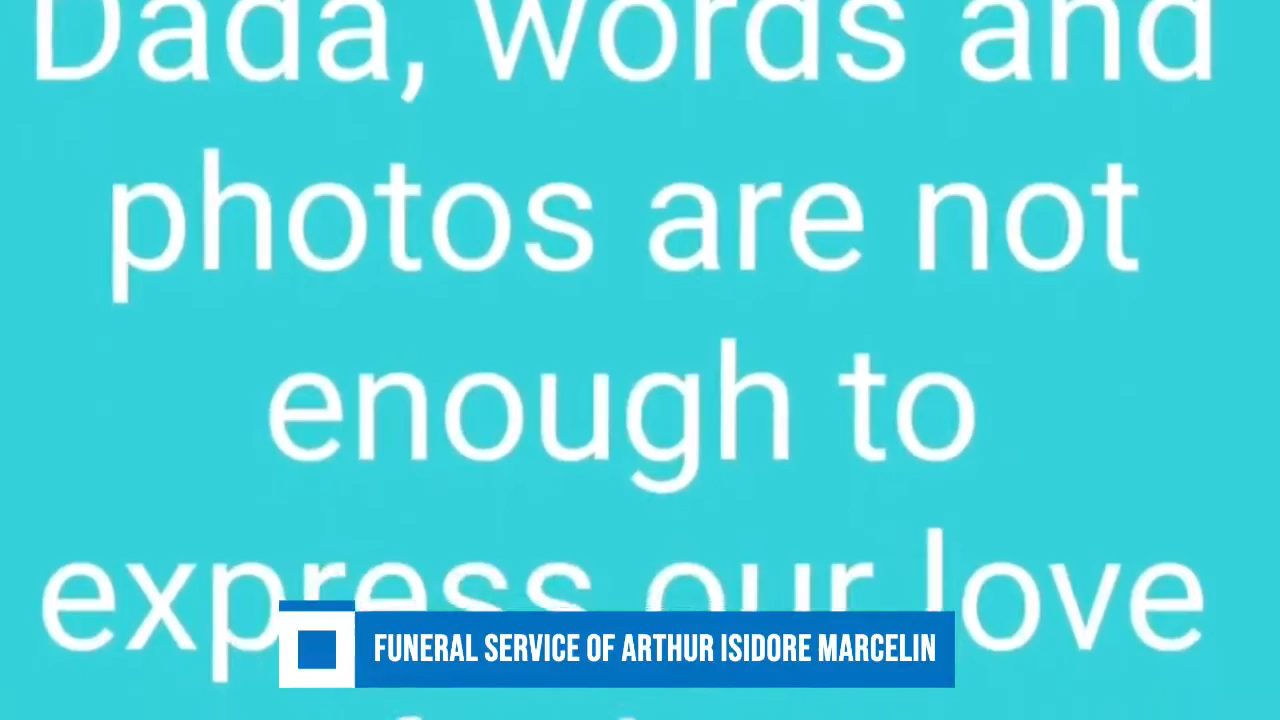 Dada, words and
photos are not
enough to
express our love
FUNERAL SERVICE OF ARTHUR ISIDORE MARCELIN